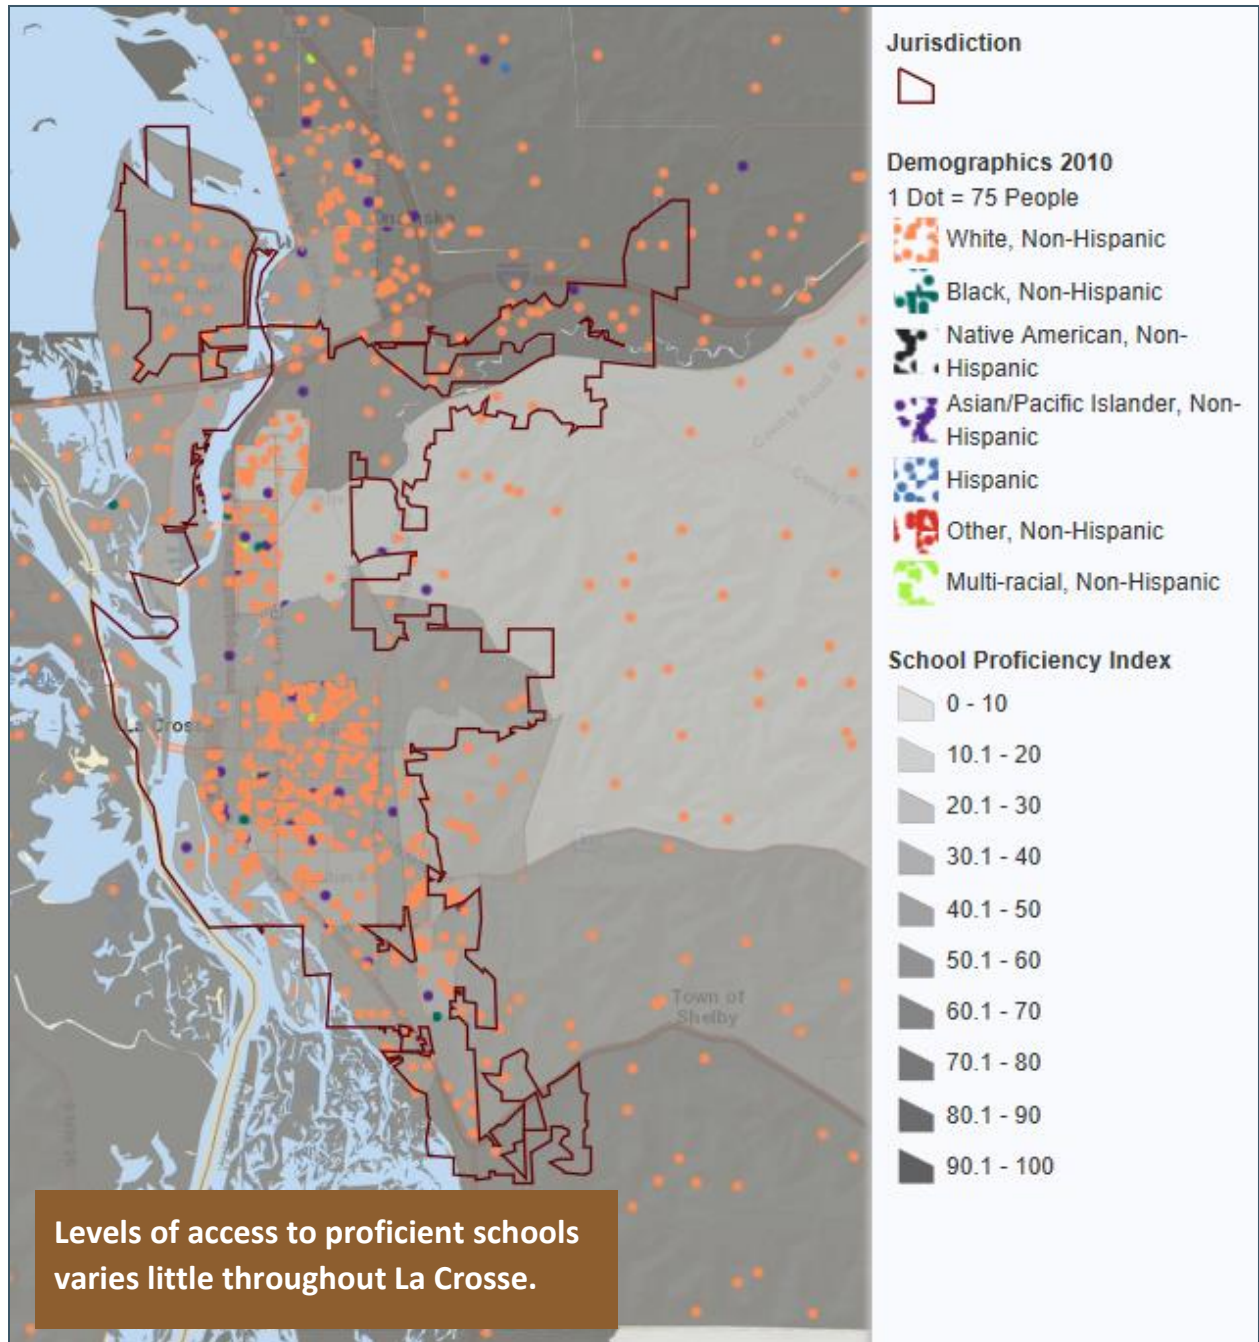 Jurisdiction
Demographics 2010
1 Dot = 75 People
White, Non-Hispanic
Black, Non-Hispanic
Native American, Non-
Hispanic
Asian/Pacific Islander, Non-
Hispanic
Hispanic
Other, Non-Hispanic
Multi-racial, Non-Hispanic
School Proficiency Index
0 - 10
10.1 - 20
20.1 - 30
30.1 - 40
40.1 - 50
50.1 - 60
60.1 - 70
70.1 - 80
80.1 - 90
90.1 - 100
Town of
Shelby
Levels of access to proficient schools
varies little throughout La Crosse.